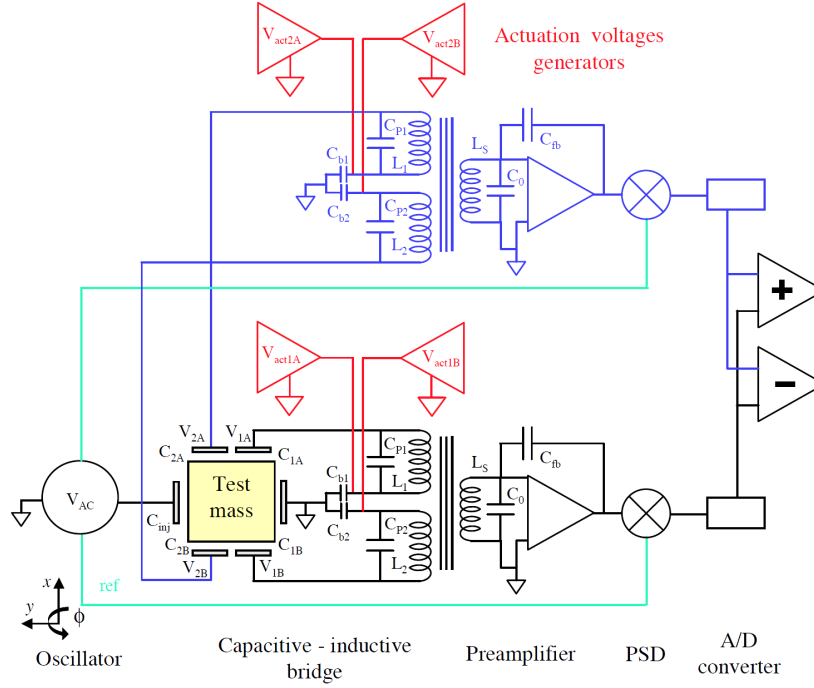 V_act2A
V_act2B
Actuation voltages
generators
C_P1
L_1
C_b1
C_b2
C_P2
L_2
L_S
C_0
C_fb
+
−
V_act1A
V_act1B
V_2A
V_1A
C_2A
C_1A
Test
mass
V_AC
C_inj
C_2B
C_1B
V_2B
V_1B
C_P1
L_1
C_b1
C_b2
C_P2
L_2
L_S
C_0
C_fb
ref
x
y
ϕ
Oscillator
Capacitive - inductive
bridge
Preamplifier
PSD
A/D
converter